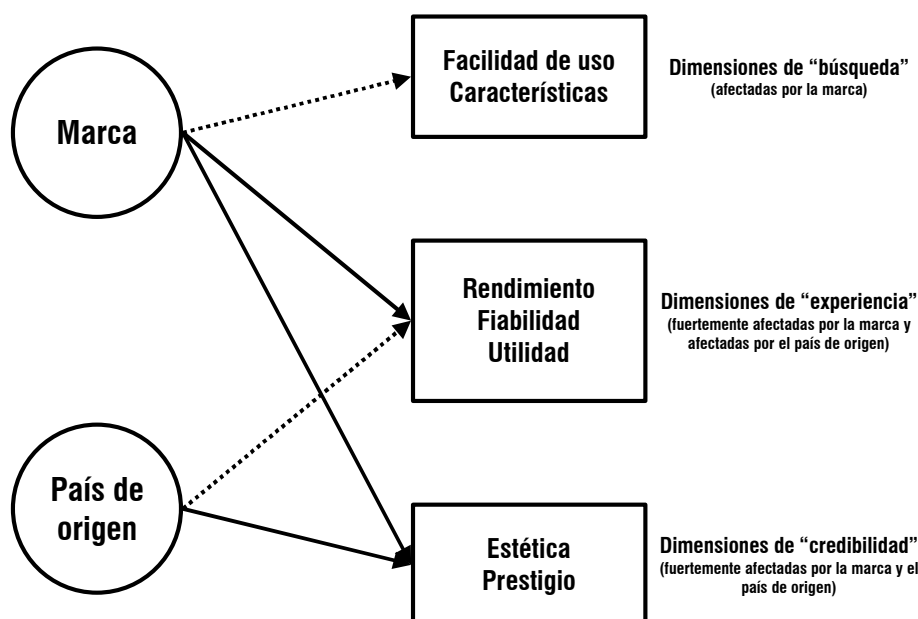 Marca
País de
origen
Facilidad de uso
Características
Rendimiento
Fiabilidad
Utilidad
Estética
Prestigio
Dimensiones de “búsqueda”
(afectadas por la marca)
Dimensiones de “experiencia”
(fuertemente afectadas por la marca y
afectadas por el país de origen)
Dimensiones de “credibilidad”
(fuertemente afectadas por la marca y el
país de origen)